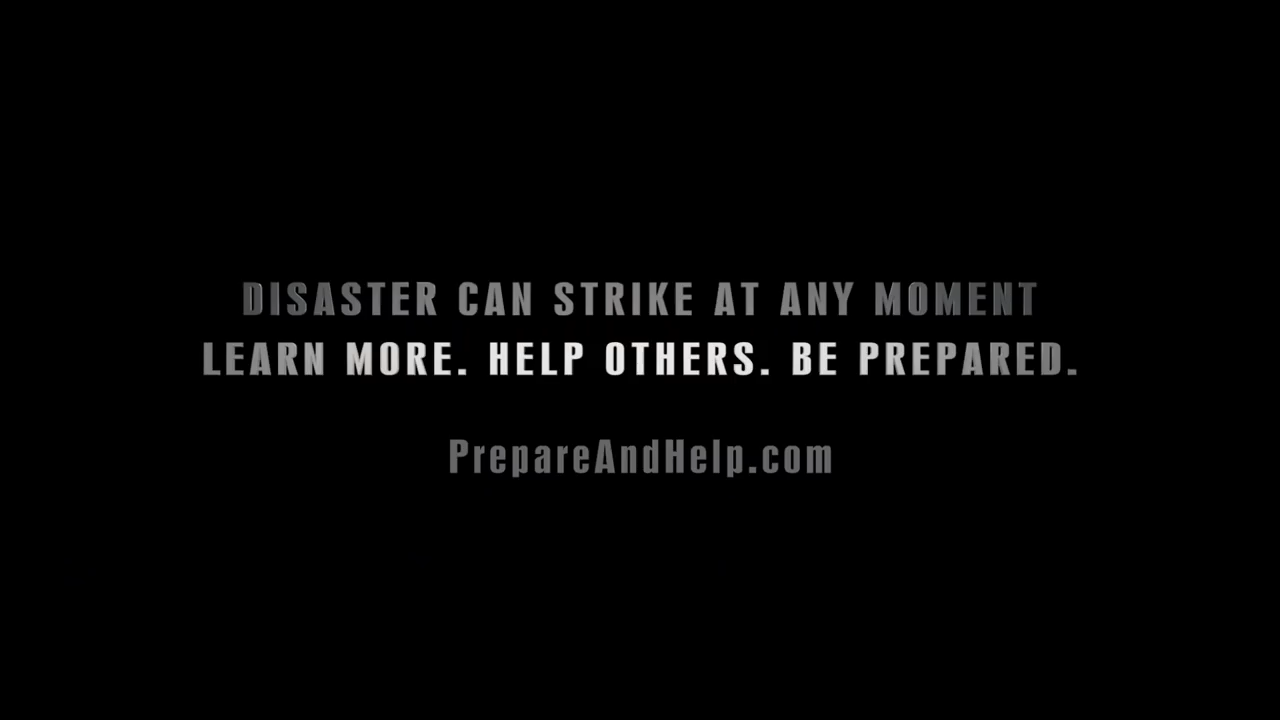 DISASTER CAN STRIKE AT ANY MOMENT
LEARN MORE. HELP OTHERS. BE PREPARED.
PrepareAndHelp.com